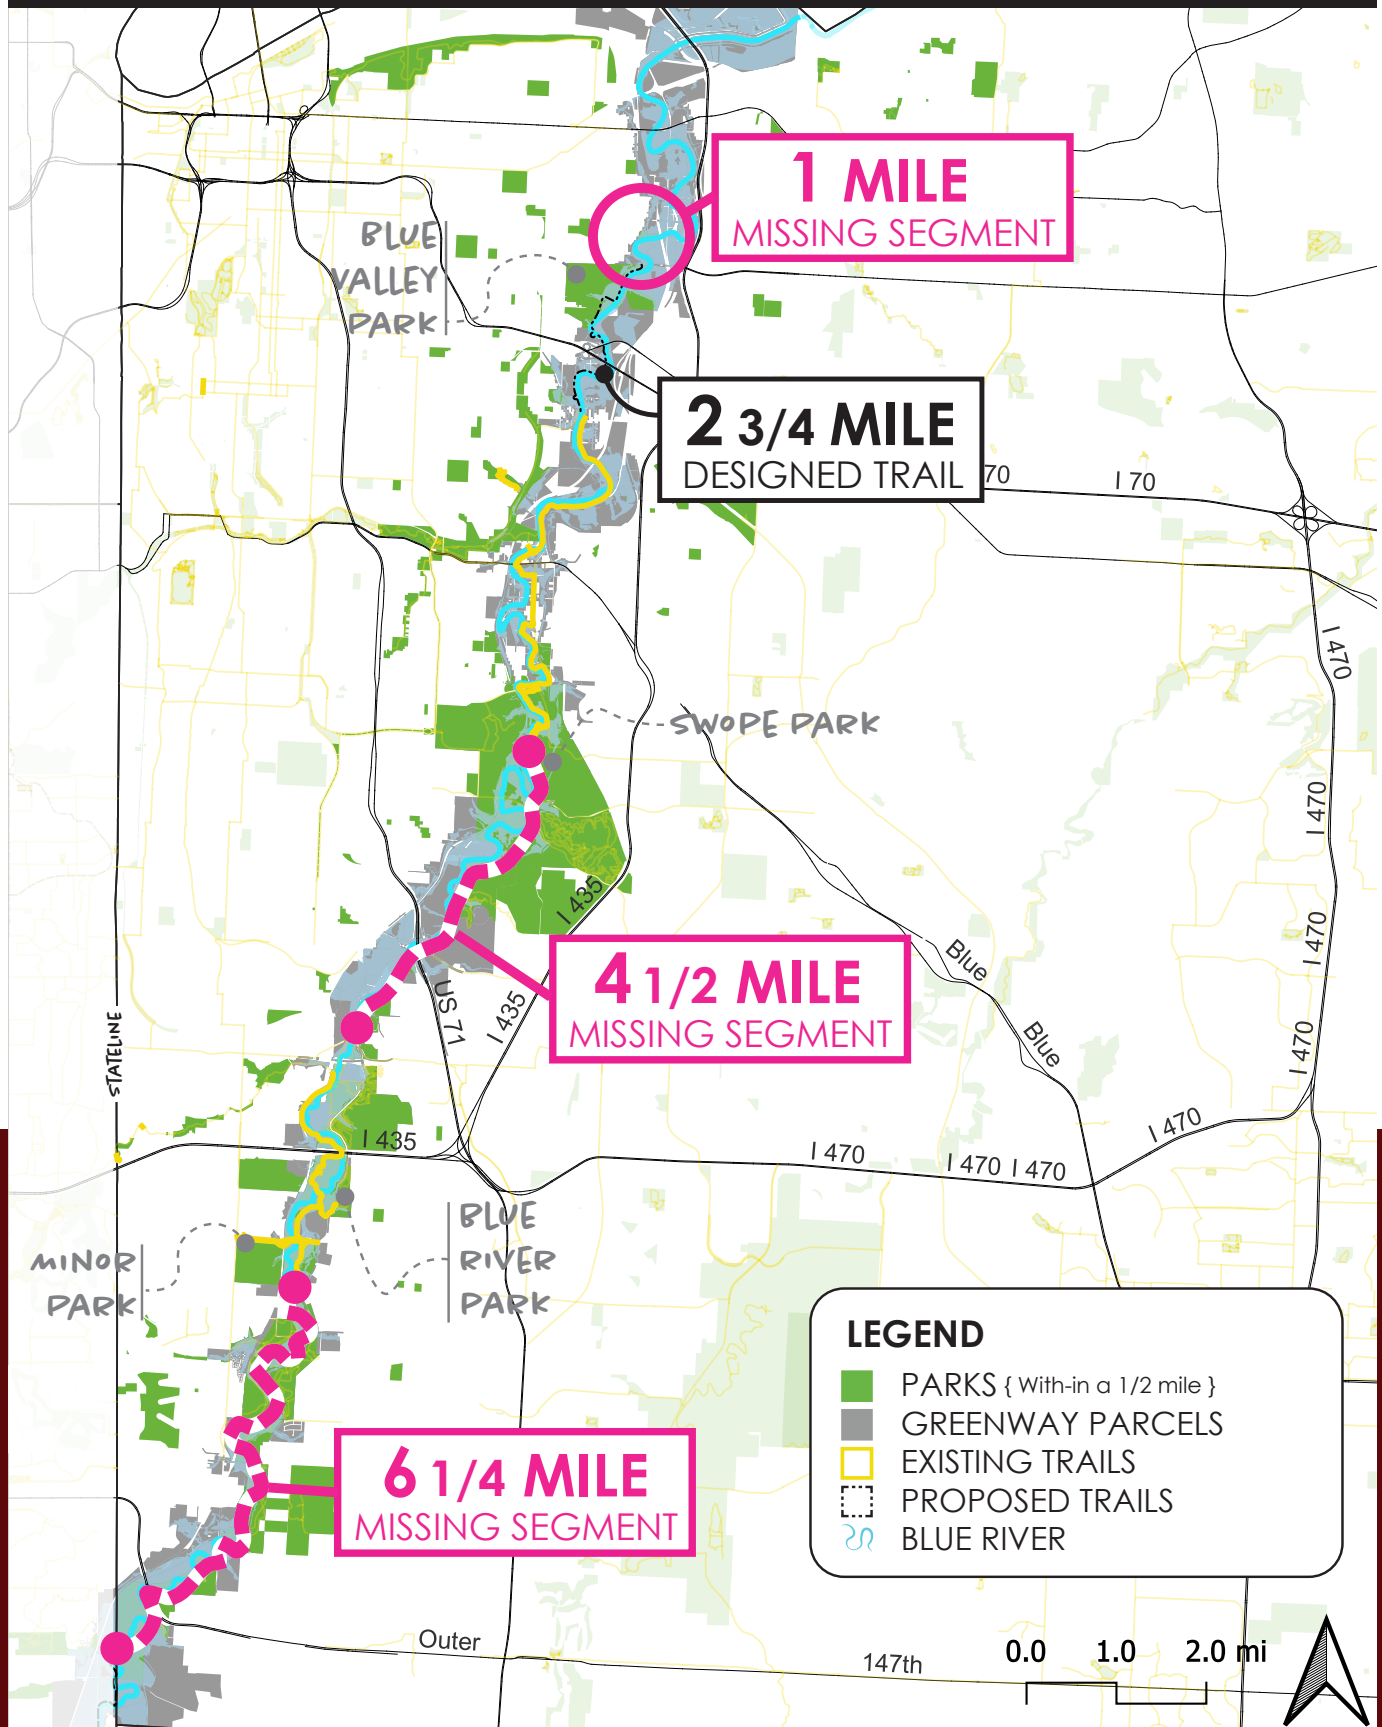 1 MILE
MISSING SEGMENT
BLUE
VALLEY
PARK
2 3/4 MILE
DESIGNED TRAIL
70
I 70
I 470
SWOPE PARK
I 470
I 435
I 470
Blue
4 1/2 MILE
MISSING SEGMENT
US 71
I 435
Blue
I 470
STATELINE
I 435
I 470
I 470
I 470
I 470
BLUE
RIVER
PARK
MINOR
PARK
LEGEND
PARKS { With-in a 1/2 mile }
GREENWAY PARCELS
EXISTING TRAILS
PROPOSED TRAILS
BLUE RIVER
6 1/4 MILE
MISSING SEGMENT
Outer
147th
0.0 1.0 2.0 mi